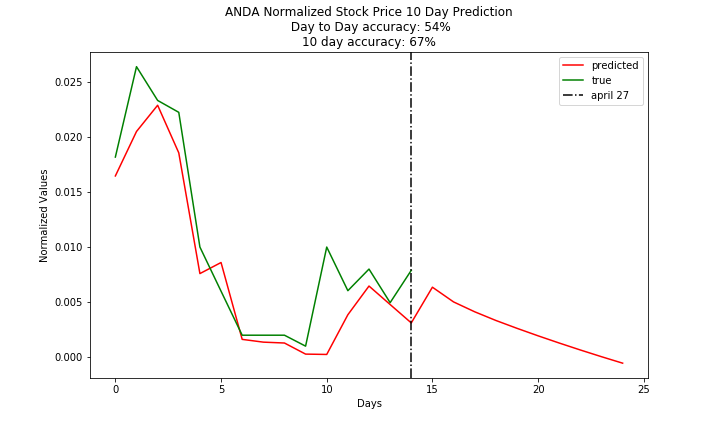 ANDA Normalized Stock Price 10 Day Prediction
Day to Day accuracy: 54%
10 day accuracy: 67%
predicted
true
april 27
0.025
0.020
0.015
0.010
0.005
0.000
Normalized Values
0
5
10
15
20
25
Days